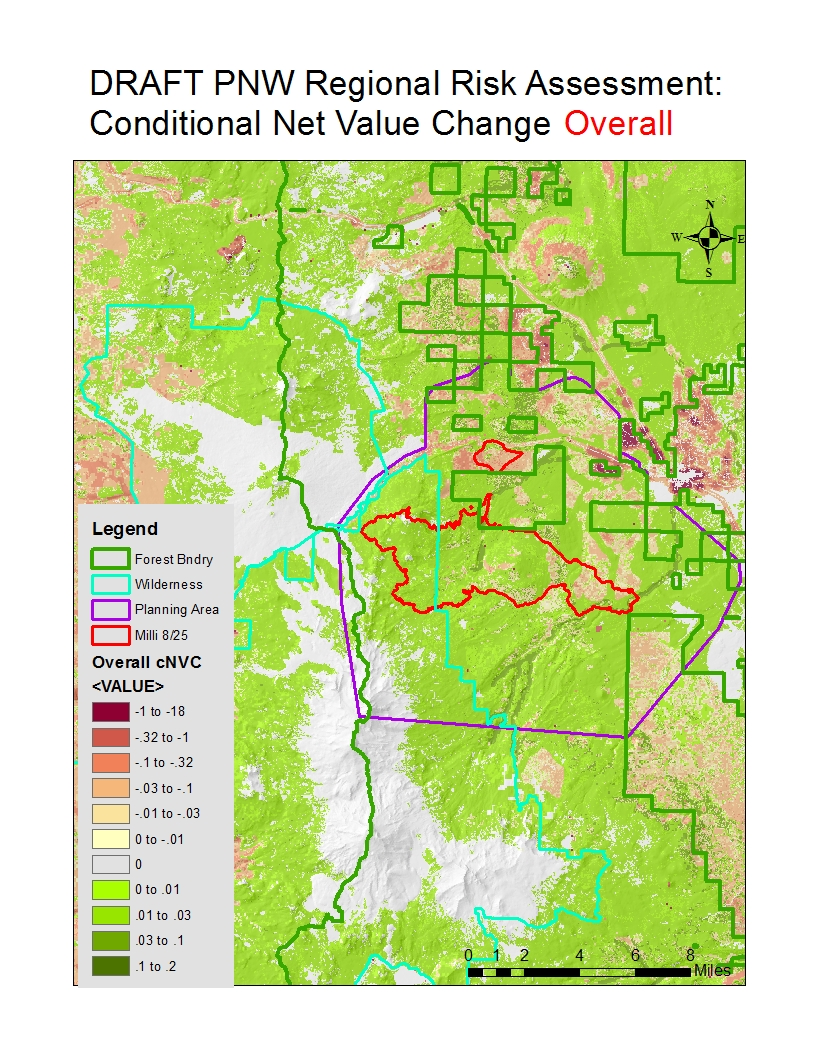 DRAFT PNW Regional Risk Assessment:
Conditional Net Value Change Overall
N
W
E
S
Legend
Forest Bndry
Wilderness
Planning Area
Milli 8/25
Overall cNVC
<VALUE>
-1 to -18
-.32 to -1
-.1 to -.32
-.03 to -.1
-.01 to -.03
0 to -.01
0
0 to .01
.01 to .03
.03 to .1
.1 to .2
0 1 2 4 6 8
Miles